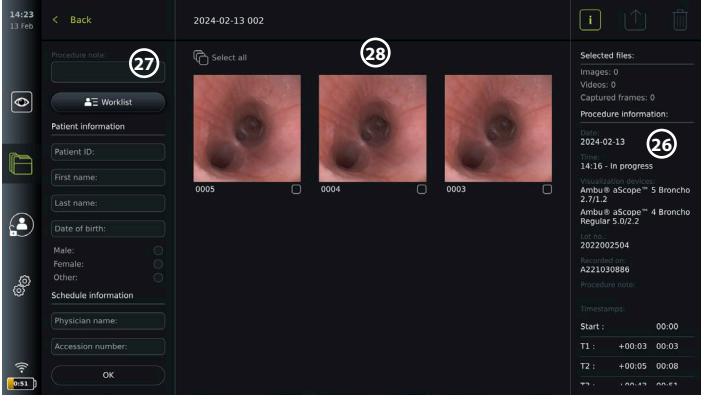 14:23
13 Feb
Back
2024-02-13 002
i
Procedure note:
27
Worklist
Patient information
Patient ID:
First name:
Last name:
Date of birth:
Male:
Female:
Other:
Schedule information
Physician name:
Accession number:
OK
0:51
Select all
28
0005
0004
0003
Selected files:
Images: 0
Videos: 0
Captured frames: 0
Procedure information:
26
Date:
2024-02-13
Time:
14:16 - In progress
Visualization devices:
Ambu® aScope™ 5 Broncho
2.7/1.2
Ambu® aScope™ 4 Broncho
Regular 5.0/2.2
Lot no.:
2022002504
Recorded on:
A221030886
Procedure note:
Timestamps:
Start : 00:00
T1 : +00:03 00:03
T2 : +00:05 00:08